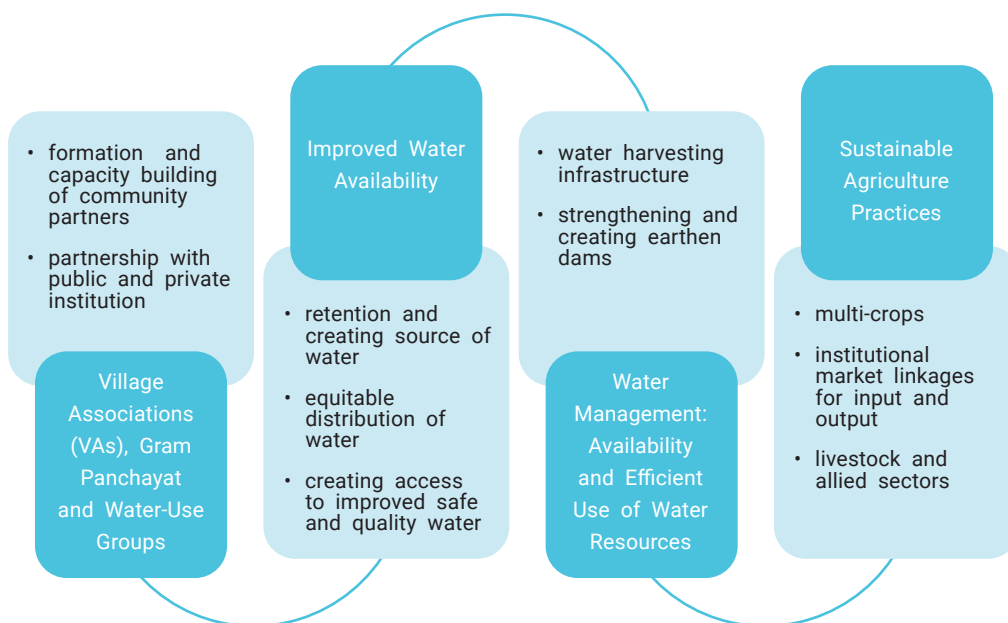 • formation and
capacity building
of community
partners
• partnership with
public and private
institution
Village
Associations
(VAs), Gram
Panchayat
and Water-Use
Groups
Improved Water
Availability
• retention and
creating source of
water
• equitable
distribution of
water
• creating access
to improved safe
and quality water
• water harvesting
infrastructure
• strengthening and
creating earthen
dams
Water
Management:
Availability
and Efficient
Use of Water
Resources
Sustainable
Agriculture
Practices
• multi-crops
• institutional
market linkages
for input and
output
• livestock and
allied sectors